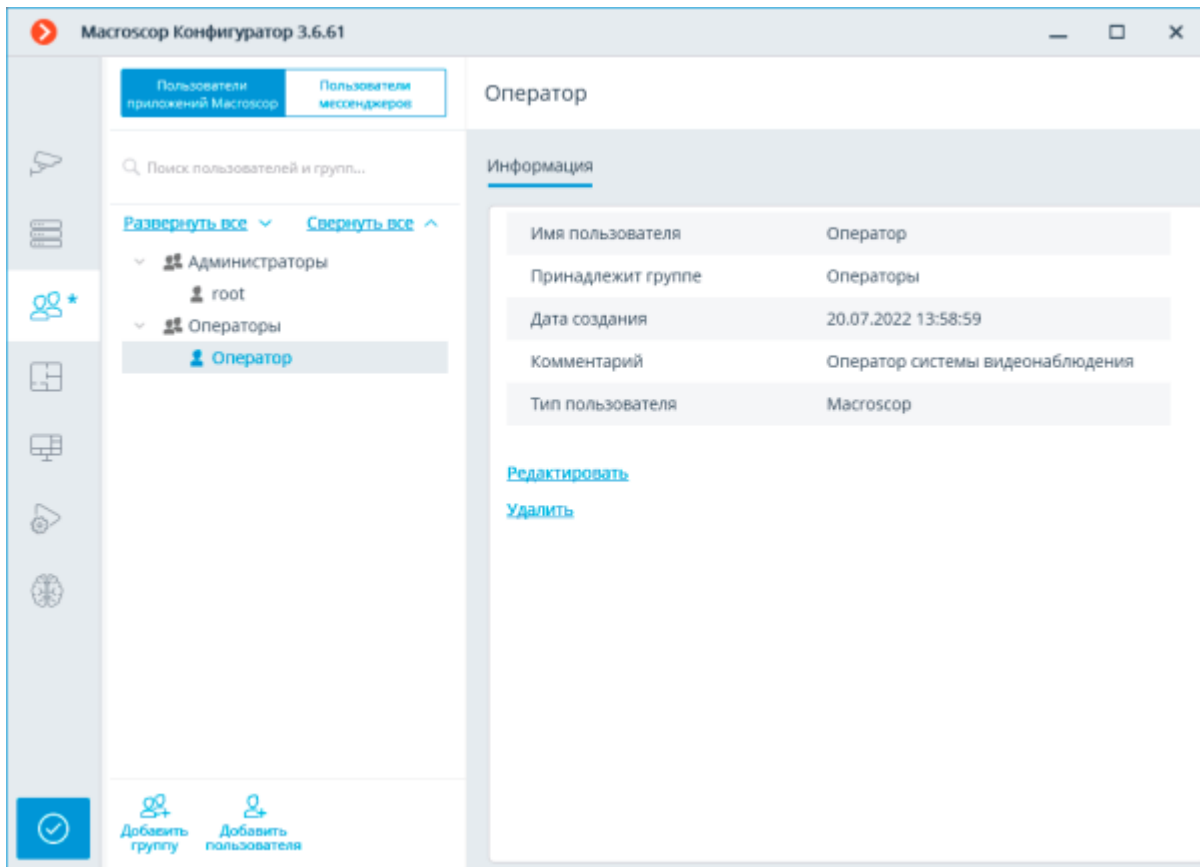 Macroscop Конфигуратор 3.6.61
Пользователи
приложений Macroscop
Пользователи
мессенджеров
Поиск пользователей и групп...
Развернуть все
Свернуть все
Администраторы
root
Операторы
Оператор
Добавить
группу
Добавить
пользователя
Оператор
Информация
Имя пользователя Оператор
Принадлежит группе Операторы
Дата создания 20.07.2022 13:58:59
Комментарий Оператор системы видеонаблюдения
Тип пользователя Macroscop
Редактировать
Удалить